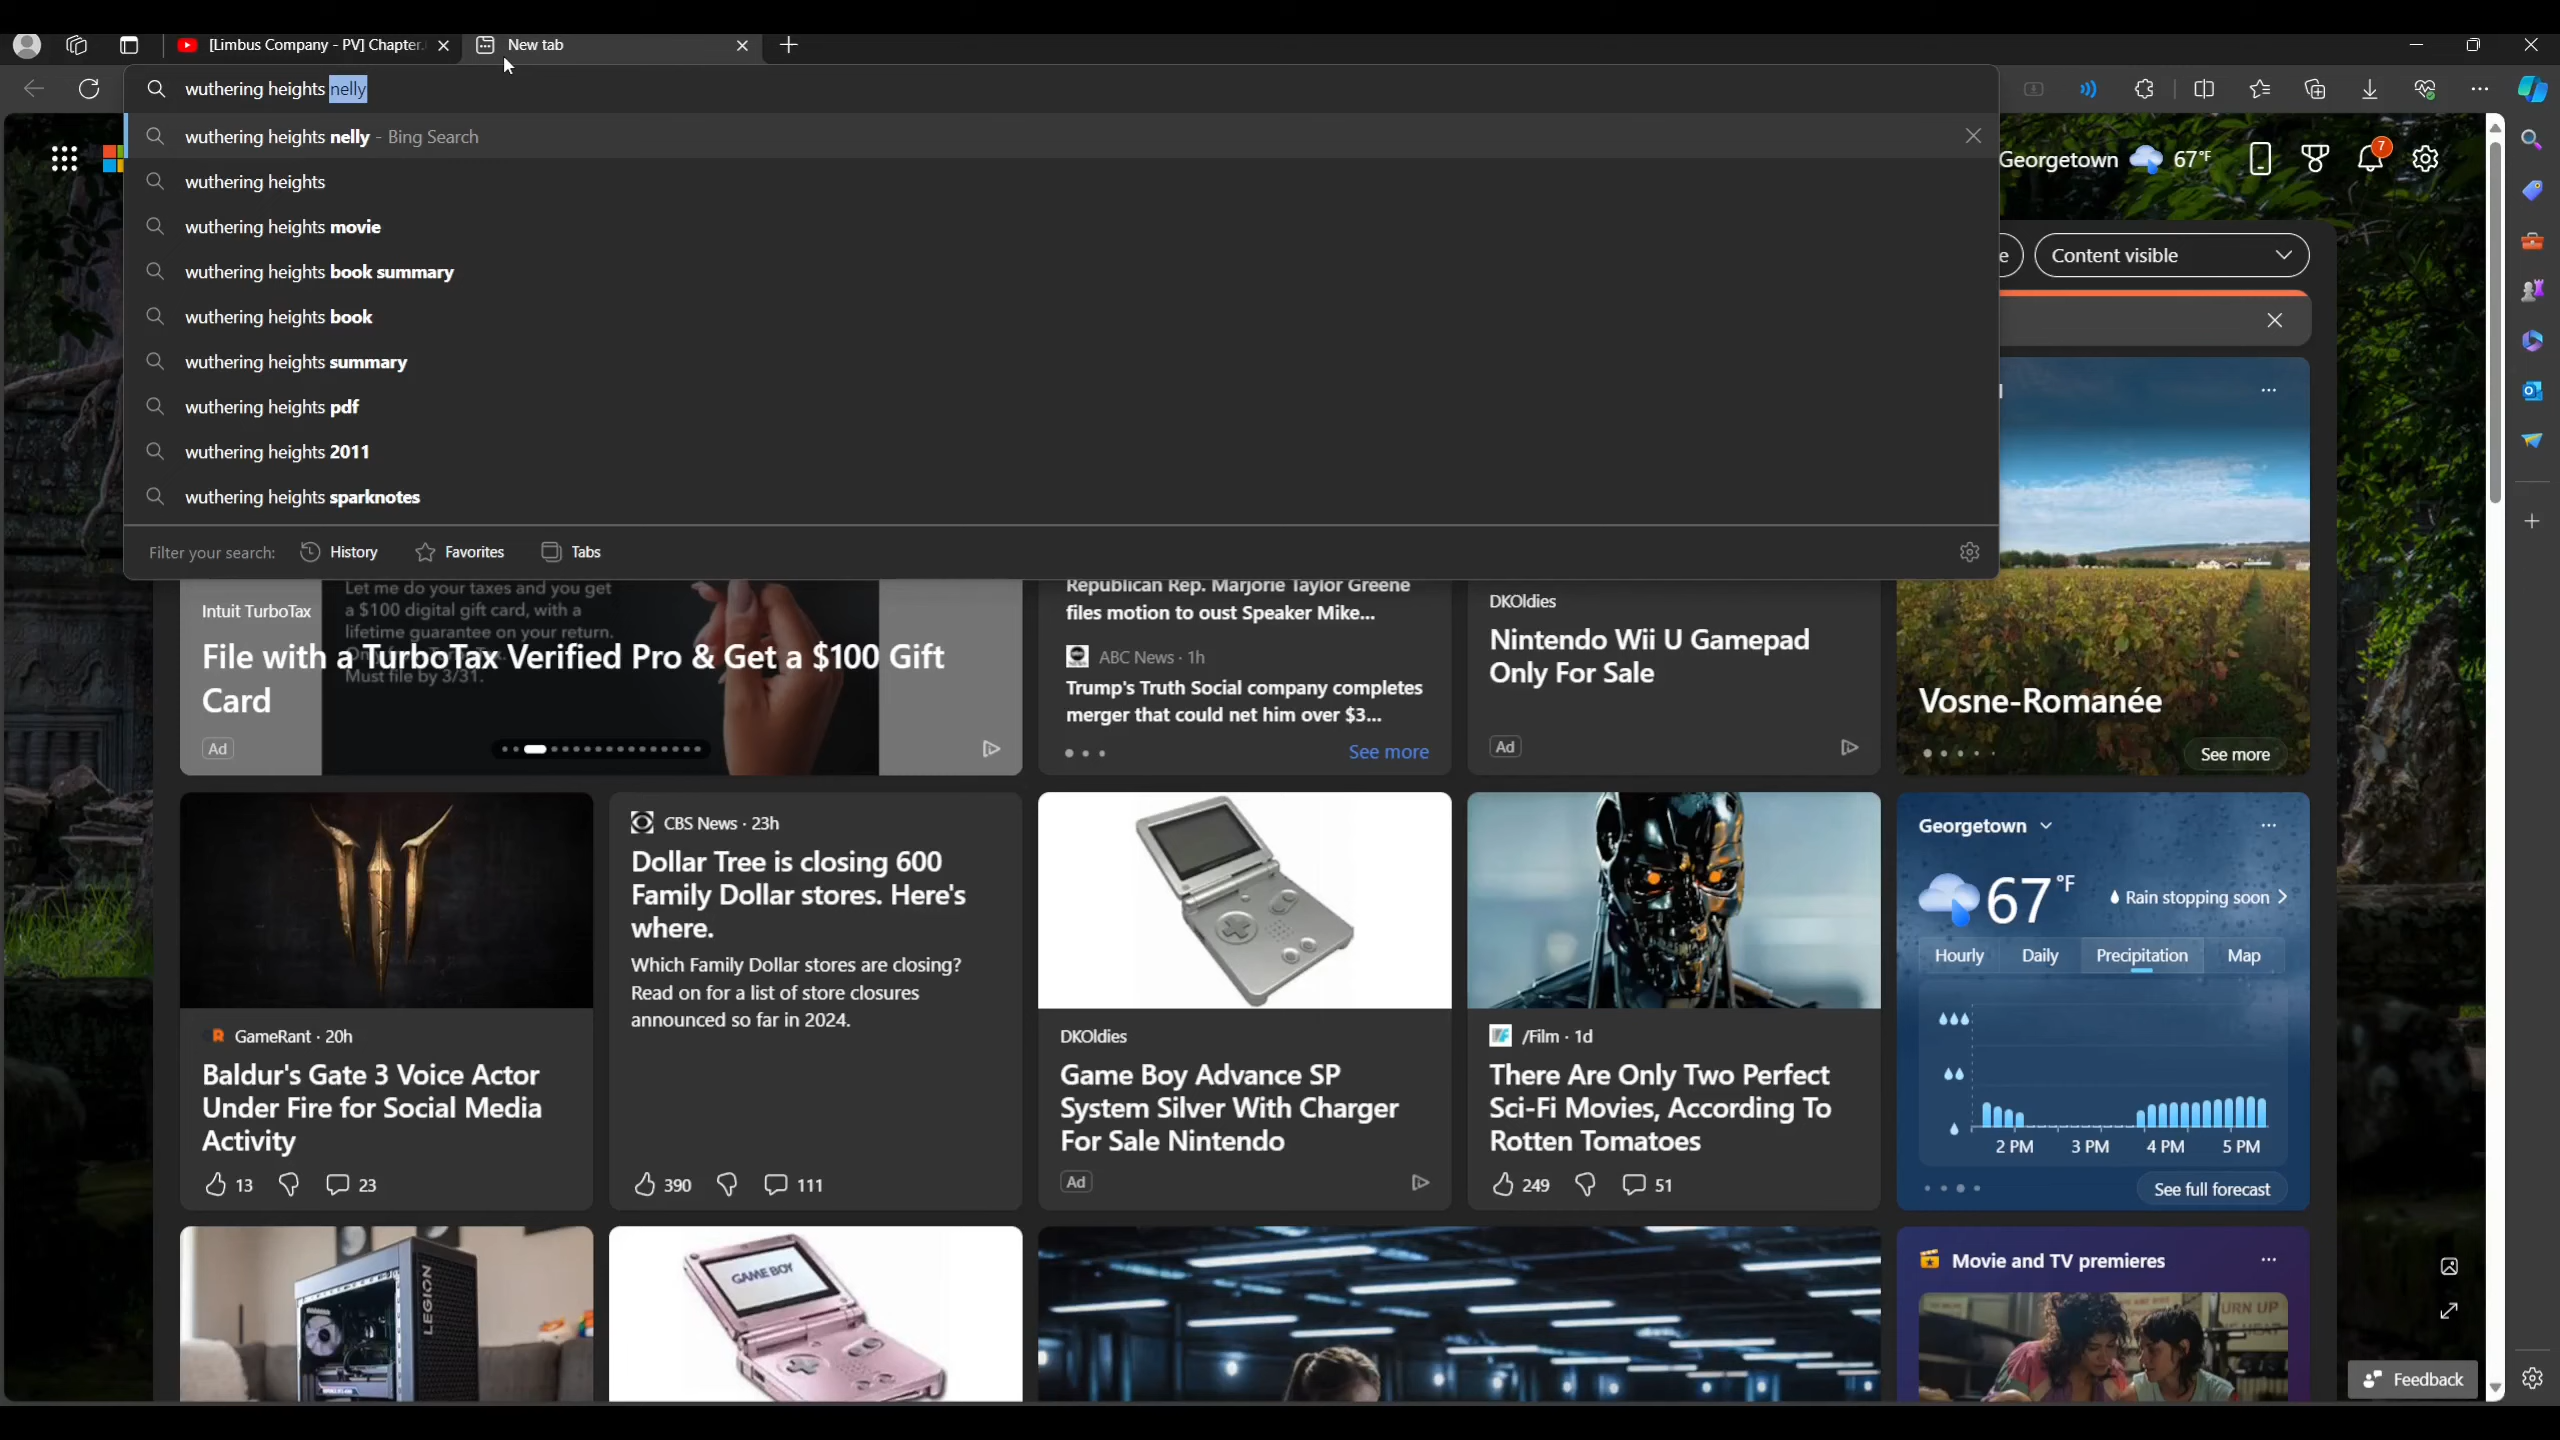 [Limbus Company - PV] Chapter.
New tab
wuthering heights nelly
wuthering heights nelly - Bing Search
wuthering heights
wuthering heights movie
wuthering heights book summary
wuthering heights book
wuthering heights summary
wuthering heights pdf
wuthering heights 2011
wuthering heights sparknotes
Filter your search:
History
Favorites
Tabs
Georgetown
67°F
7
e
Content visible
Intuit TurboTax
Let me do your taxes and you get
a $100 digital gift card, with a
lifetime guarantee on your return.
Must file by 3/31.
File with a TurboTax Verified Pro & Get a $100 Gift
Card
Ad
Republican Rep. Marjorie Taylor Greene
files motion to oust Speaker Mike...
ABC News · 1h
Trump's Truth Social company completes
merger that could net him over $3...
See more
DKOldies
Nintendo Wii U Gamepad
Only For Sale
Ad
Vosne-Romanée
See more
GameRant · 20h
Baldur's Gate 3 Voice Actor
Under Fire for Social Media
Activity
13
23
CBS News · 23h
Dollar Tree is closing 600
Family Dollar stores. Here's
where.
Which Family Dollar stores are closing?
Read on for a list of store closures
announced so far in 2024.
390
111
DKOldies
Game Boy Advance SP
System Silver With Charger
For Sale Nintendo
Ad
/Film · 1d
There Are Only Two Perfect
Sci-Fi Movies, According To
Rotten Tomatoes
249
51
Georgetown
67°F
Rain stopping soon
Hourly
Daily
Precipitation
Map
2 PM
3 PM
4 PM
5 PM
See full forecast
LEGION
GAME BOY
Movie and TV premieres
Feedback